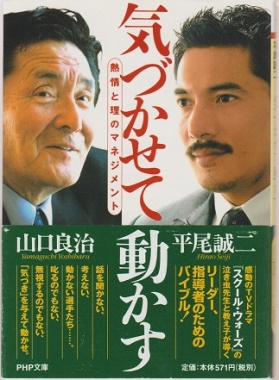 気づかせて
動かす
熱情と理のマネジメント
平尾誠二
Hirao Seiji
山口良治
Yamaguchi Yoshiharu
感動のTVドラマ
「スクール・ウォーズ」の
泣き虫先生と教え子が導く、
リーダー、
指導者のための
バイブル!
話を聞かない、
考えない、
動かない選手たち……。
叱るのでもない、
無視するのでもない、
“気づき”を与えて動かせ。
PHP文庫
定価:本体571円(税別)